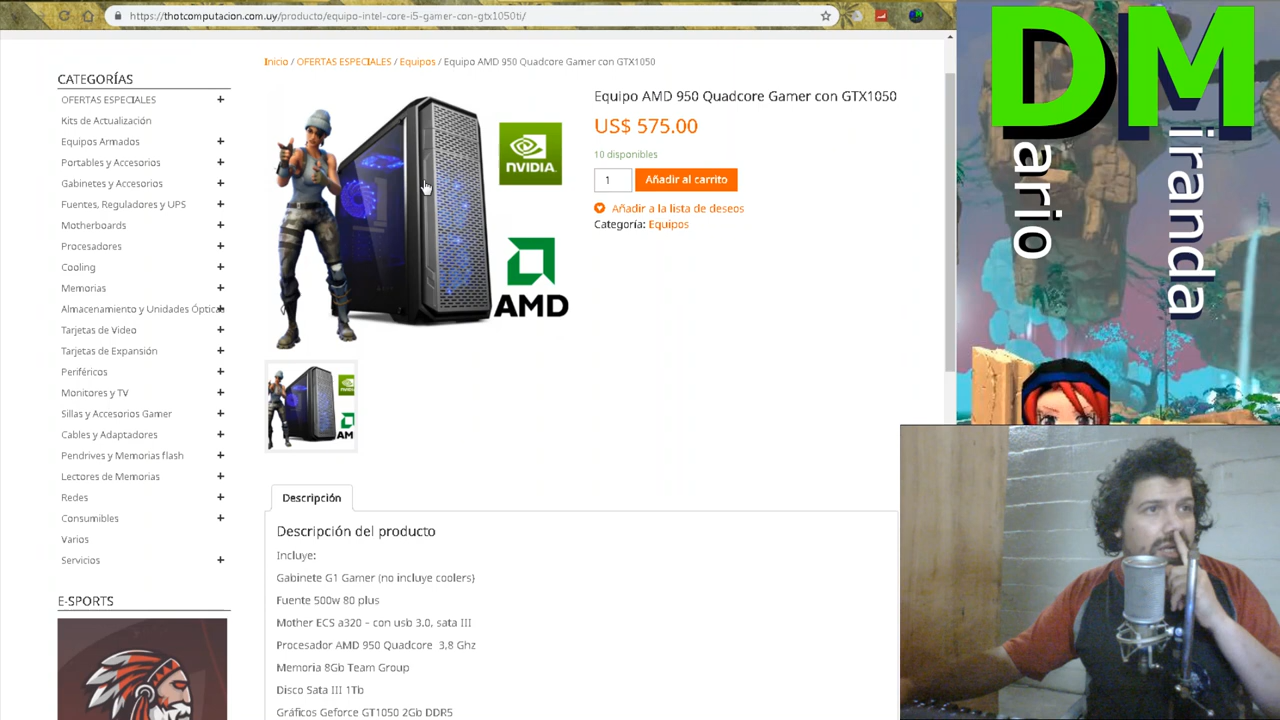 https://thotcomputacion.com.uy/producto/equipo-intel-core-i5-gamer-con-gtx1050ti/
CATEGORÍAS
OFERTAS ESPECIALES +
Kits de Actualización
Equipos Armados +
Portables y Accesorios +
Gabinetes y Accesorios +
Fuentes, Reguladores y UPS +
Motherboards +
Procesadores +
Cooling +
Memorias +
Almacenamiento y Unidades Ópticas +
Tarjetas de Video +
Tarjetas de Expansión +
Periféricos +
Monitores y TV +
Sillas y Accesorios Gamer +
Cables y Adaptadores +
Pendrives y Memorias flash +
Lectores de Memorias +
Redes +
Consumibles +
Varios
Servicios +
E-SPORTS
Inicio / OFERTAS ESPECIALES / Equipos / Equipo AMD 950 Quadcore Gamer con GTX1050
NVIDIA.
AMD
NVIDIA
AM
Equipo AMD 950 Quadcore Gamer con GTX1050
US$ 575.00
10 disponibles
1 Añadir al carrito
Añadir a la lista de deseos
Categoría: Equipos
Descripción
Descripción del producto
Incluye:
Gabinete G1 Gamer (no incluye coolers)
Fuente 500w 80 plus
Mother ECS a320 – con usb 3.0, sata III
Procesador AMD 950 Quadcore 3,8 Ghz
Memoria 8Gb Team Group
Disco Sata III 1Tb
Gráficos Geforce GT1050 2Gb DDR5
Dario
Miranda